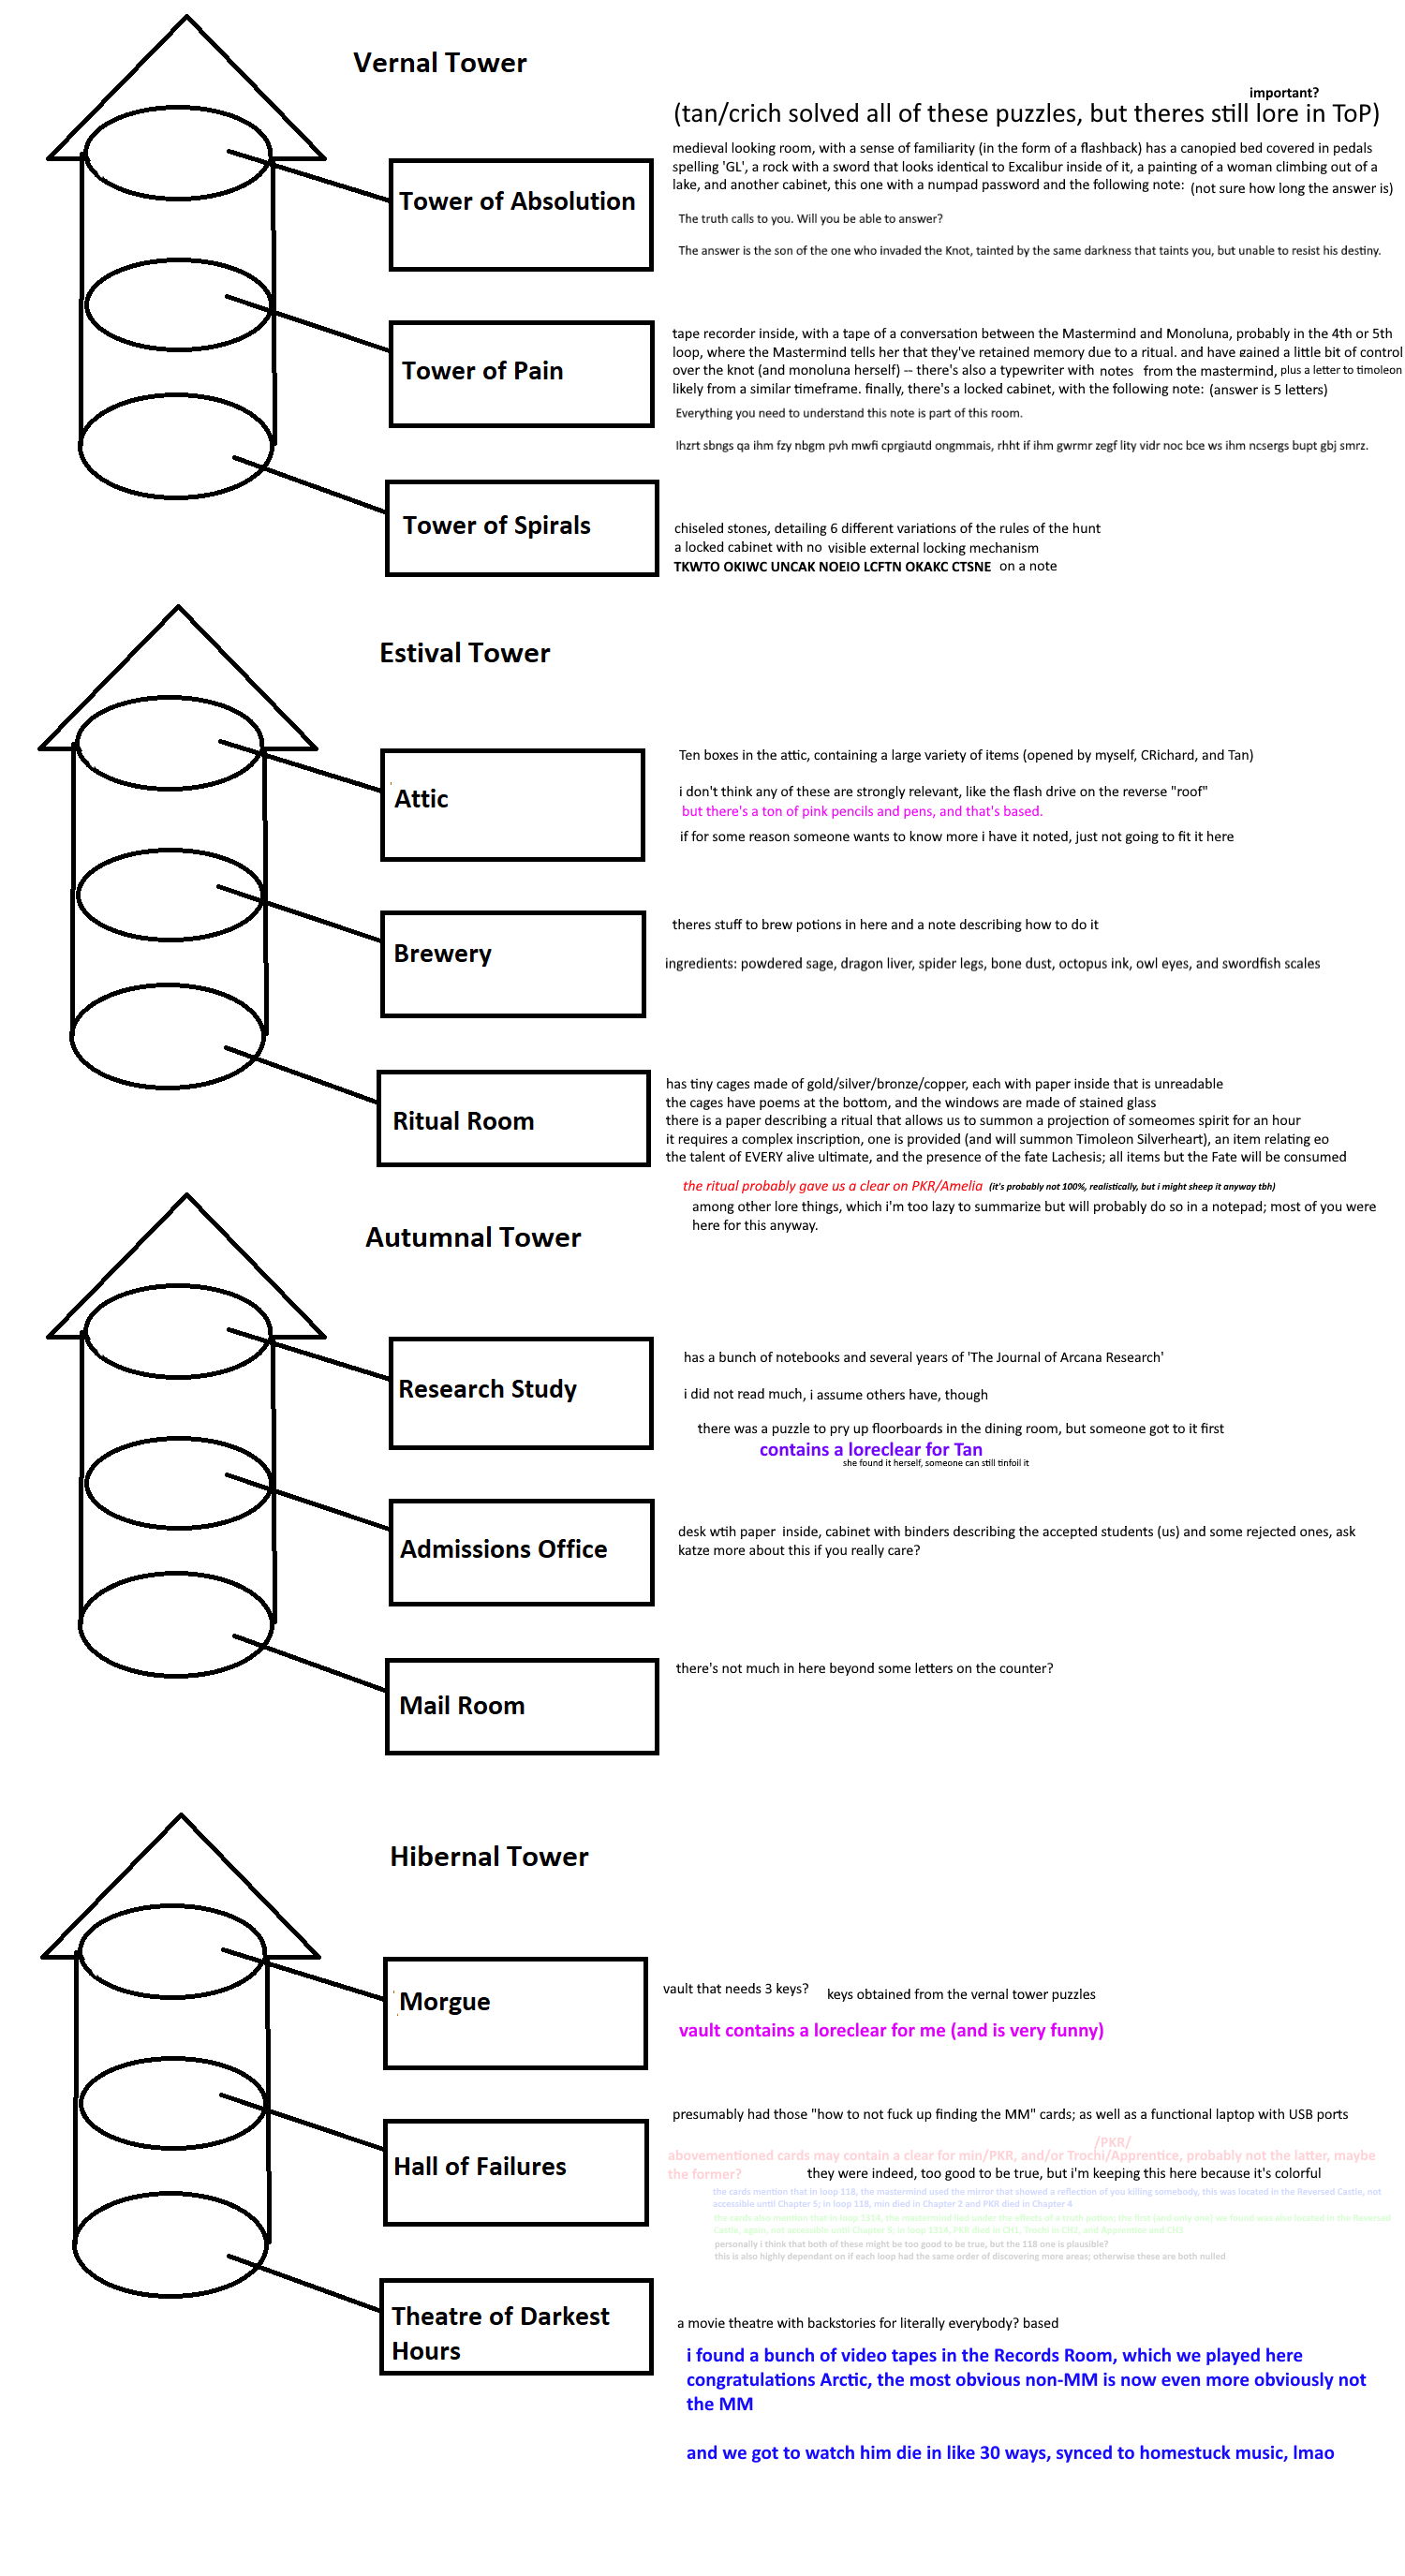 Vernal Tower
important?
(tan/crich solved all of these puzzles, but theres still lore in ToP)
Tower of Absolution
medieval looking room, with a sense of familiarity (in the form of a flashback) has a canopied bed covered in pedals
spelling 'GL', a rock with a sword that looks identical to Excalibur inside of it, a painting of a woman climbing out of a
lake, and another cabinet, this one with a numpad password and the following note: (not sure how long the answer is)
The truth calls to you. Will you be able to answer?
The answer is the son of the one who invaded the Knot, tainted by the same darkness that taints you, but unable to resist his destiny.
Tower of Pain
tape recorder inside, with a tape of a conversation between the Mastermind and Monoluna, probably in the 4th or 5th
loop, where the Mastermind tells her that they've retained memory due to a ritual. and have gained a little bit of control
over the knot (and monoluna herself) -- there's also a typewriter with notes from the mastermind, plus a letter to timoleon
likely from a similar timeframe. finally, there's a locked cabinet, with the following note: (answer is 5 letters)
Everything you need to understand this note is part of this room.
Ihzrt sbngs qa ihm fzy nbgm pvh mwfi cprgiautd ongmmais, rhht if ihm gwrmr zegf lity vidr noc bce ws ihm ncsergs bupt gbj smrz.
Tower of Spirals
chiseled stones, detailing 6 different variations of the rules of the hunt
a locked cabinet with no visible external locking mechanism
TKWTO OKIWC UNCAK NOEIO LCFTN OKAKC CTSNE on a note
Estival Tower
Attic
Ten boxes in the attic, containing a large variety of items (opened by myself, CRichard, and Tan)
i don't think any of these are strongly relevant, like the flash drive on the reverse "roof"
but there's a ton of pink pencils and pens, and that's based.
if for some reason someone wants to know more i have it noted, just not going to fit it here
Brewery
theres stuff to brew potions in here and a note describing how to do it
ingredients: powdered sage, dragon liver, spider legs, bone dust, octopus ink, owl eyes, and swordfish scales
Ritual Room
has tiny cages made of gold/silver/bronze/copper, each with paper inside that is unreadable
the cages have poems at the bottom, and the windows are made of stained glass
there is a paper describing a ritual that allows us to summon a projection of someomes spirit for an hour
it requires a complex inscription, one is provided (and will summon Timoleon Silverheart), an item relating eo
the talent of EVERY alive ultimate, and the presence of the fate Lachesis; all items but the Fate will be consumed
the ritual probably gave us a clear on PKR/Amelia (it's probably not 100%, realistically, but i might sheep it anyway tbh)
among other lore things, which i'm too lazy to summarize but will probably do so in a notepad; most of you were
here for this anyway.
Autumnal Tower
Research Study
has a bunch of notebooks and several years of 'The Journal of Arcana Research'
i did not read much, i assume others have, though
there was a puzzle to pry up floorboards in the dining room, but someone got to it first
contains a loreclear for Tan
she found it herself, someone can still tinfoil it
Admissions Office
desk wtih paper inside, cabinet with binders describing the accepted students (us) and some rejected ones, ask
katze more about this if you really care?
Mail Room
there's not much in here beyond some letters on the counter?
Hibernal Tower
Morgue
vault that needs 3 keys? keys obtained from the vernal tower puzzles
vault contains a loreclear for me (and is very funny)
Hall of Failures
presumably had those "how to not fuck up finding the MM" cards; as well as a functional laptop with USB ports
/PKR/
abovementioned cards may contain a clear for min/PKR, and/or Trochi/Apprentice, probably not the latter, maybe
the former? they were indeed, too good to be true, but i'm keeping this here because it's colorful
the cards mention that in loop 118, the mastermind used the mirror that showed a reflection of you killing somebody, this was located in the Reversed Castle, not
accessible until Chapter 5; in loop 118, min died in Chapter 2 and PKR died in Chapter 4
the cards also mention that in loop 1314, the mastermind lied under the effects of a truth potion; the first (and only one) we found was also located in the Reversed
Castle, again, not accessible until Chapter 5; in loop 1314, PKR died in CH1, Trochi in CH2, and Apprentice and CH3
personally i think that both of these might be too good to be true, but the 118 one is plausible?
this is also highly dependant on if each loop had the same order of discovering more areas; otherwise these are both nulled
Theatre of Darkest
Hours
a movie theatre with backstories for literally everybody? based
i found a bunch of video tapes in the Records Room, which we played here
congratulations Arctic, the most obvious non-MM is now even more obviously not
the MM
and we got to watch him die in like 30 ways, synced to homestuck music, lmao